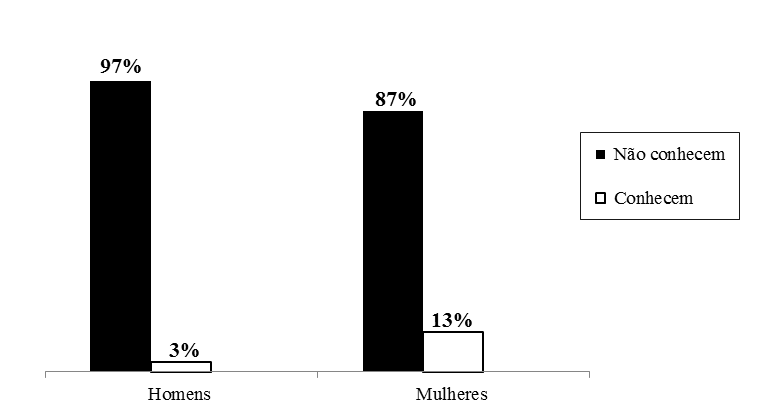 97%
87%
Não conhecem
Conhecem
13%
3%
Homens
Mulheres